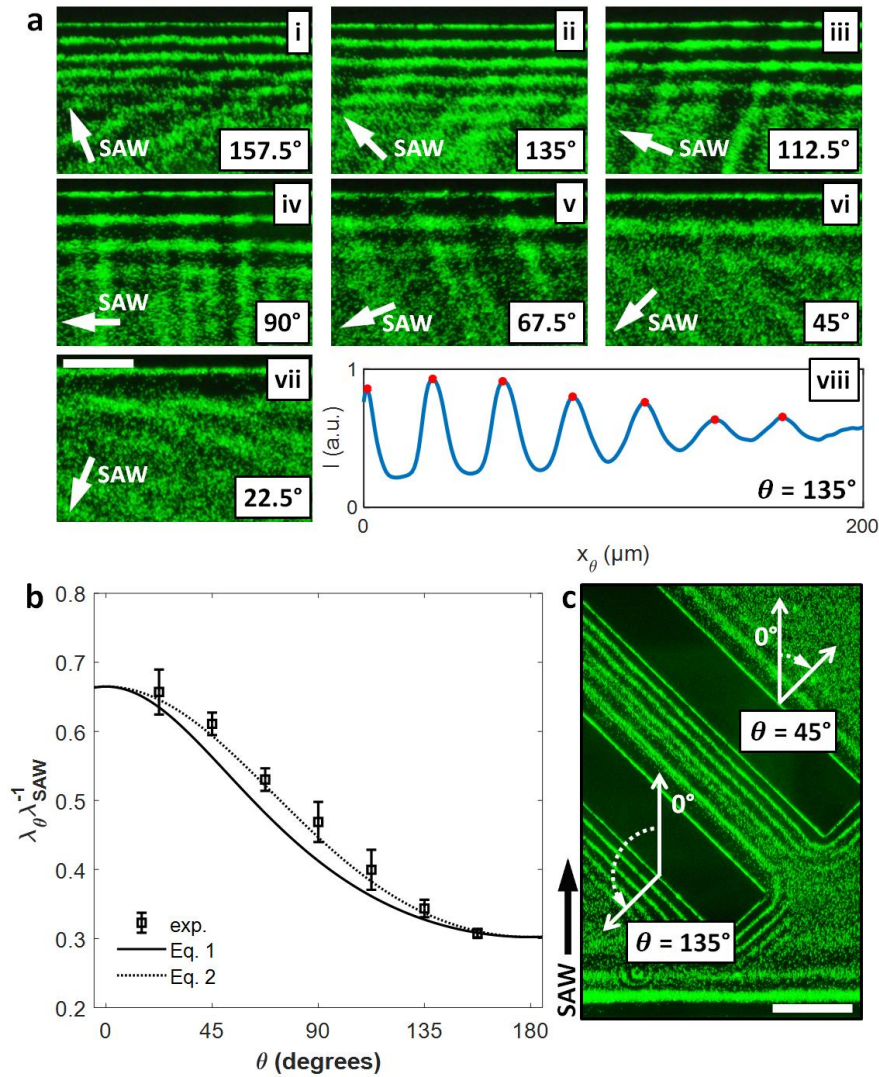 a
i
SAW
157.5°
ii
SAW
135°
iii
SAW
112.5°
iv
SAW
90°
v
SAW
67.5°
vi
SAW
45°
vii
SAW
22.5°
viii
1
I (a.u.)
0
θ = 135°
0
200
x_θ (µm)
b
0.8
0.7
0.6
0.5
0.4
0.3
0.2
λ_θ λ_SAW^-1
exp.
Eq. 1
Eq. 2
0
45
90
135
180
θ (degrees)
c
0°
θ = 45°
0°
θ = 135°
SAW